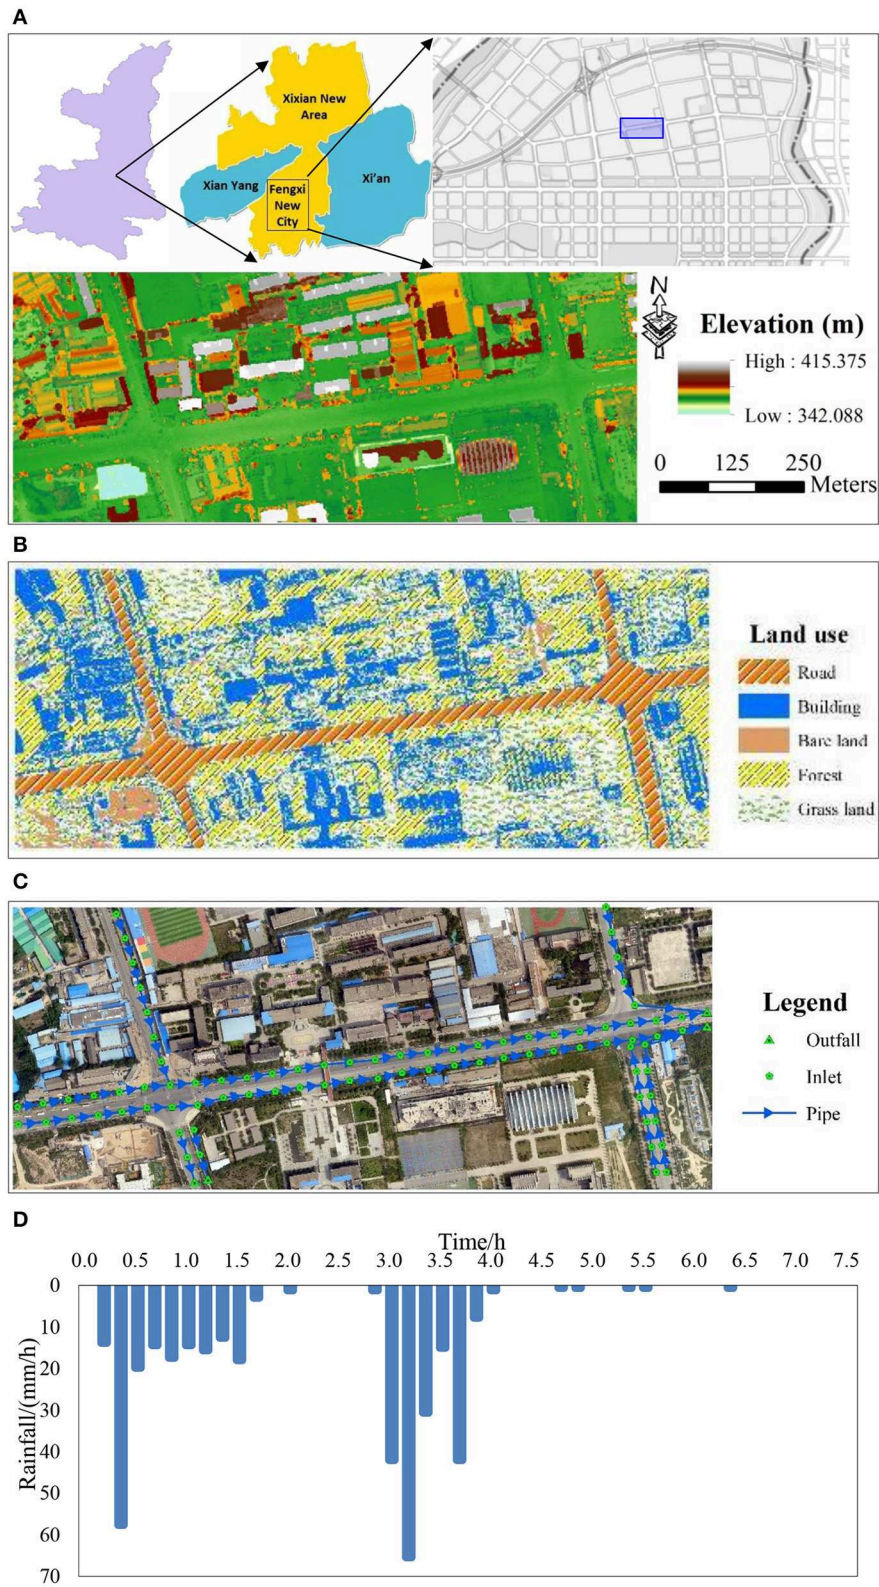 A
Xixian New
Area
Xian Yang
Fengxi
New
City
Xi'an
N
Elevation (m)
High : 415.375
Low : 342.088
0 125 250
Meters
B
Land use
Road
Building
Bare land
Forest
Grass land
C
Legend
Outfall
Inlet
Pipe
D
Time/h
0.0 0.5 1.0 1.5 2.0 2.5 3.0 3.5 4.0 4.5 5.0 5.5 6.0 6.5 7.0 7.5
Rainfall/(mm/h)
0
10
20
30
40
50
60
70